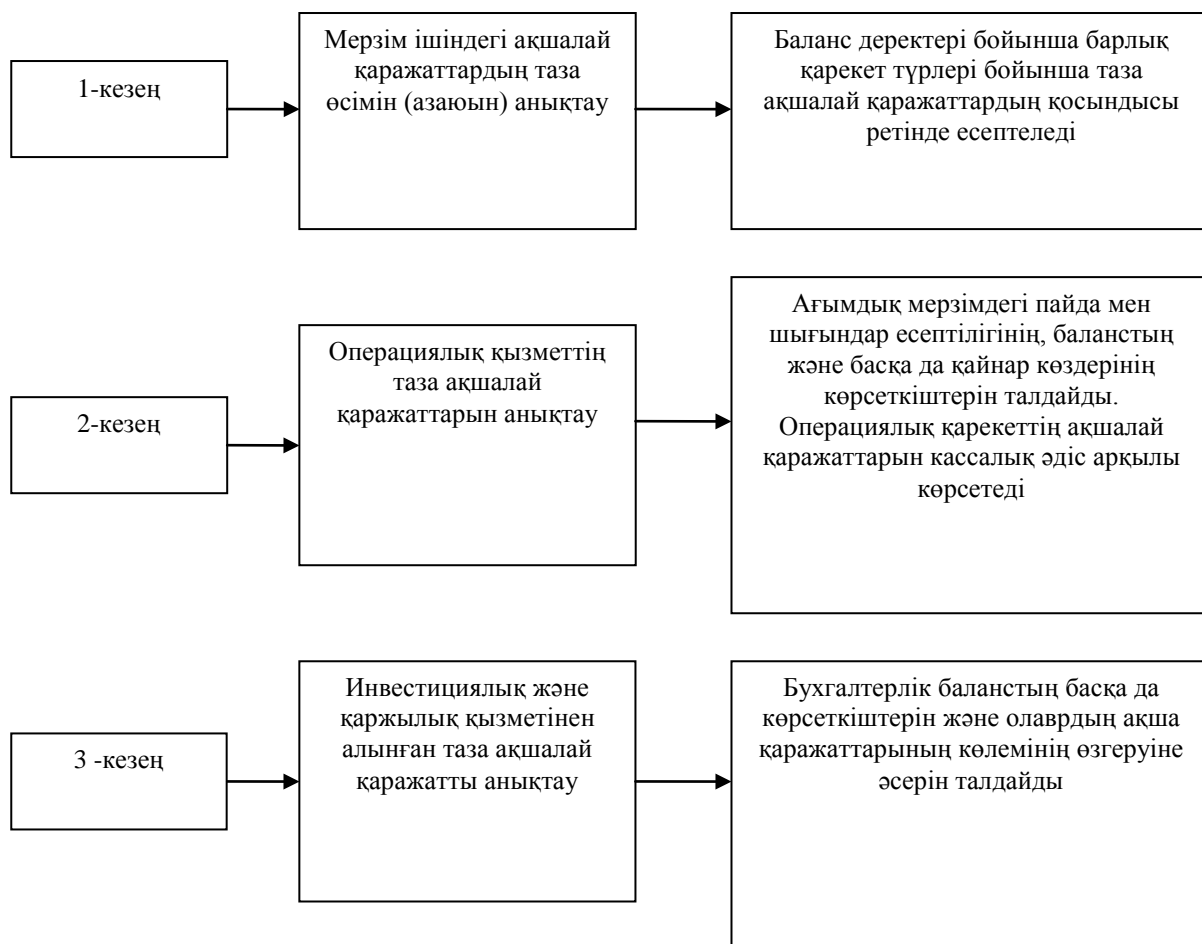 1-кезең
Мерзім ішіндегі ақшалай
қаражаттардың таза
өсімін (азаюын) анықтау
Баланс деректері бойынша барлық
қарекет түрлері бойынша таза
ақшалай қаражаттардың қосындысы
ретінде есептеледі
2-кезең
Операциялық қызметтің
таза ақшалай
қаражаттарын анықтау
Ағымдық мерзімдегі пайда мен
шығындар есептілігінің, баланстың
және басқа да қайнар көздерінің
көрсеткіштерін талдайды.
Операциялық қарекеттің ақшалай
қаражаттарын кассалық әдіс арқылы
көрсетеді
3 -кезең
Инвестициялық және
қаржылық қызметінен
алынған таза ақшалай
қаражатты анықтау
Бухгалтерлік баланстың басқа да
көрсеткіштерін және олаврдың ақша
қаражаттарының көлемінің өзгеруіне
әсерін талдайды